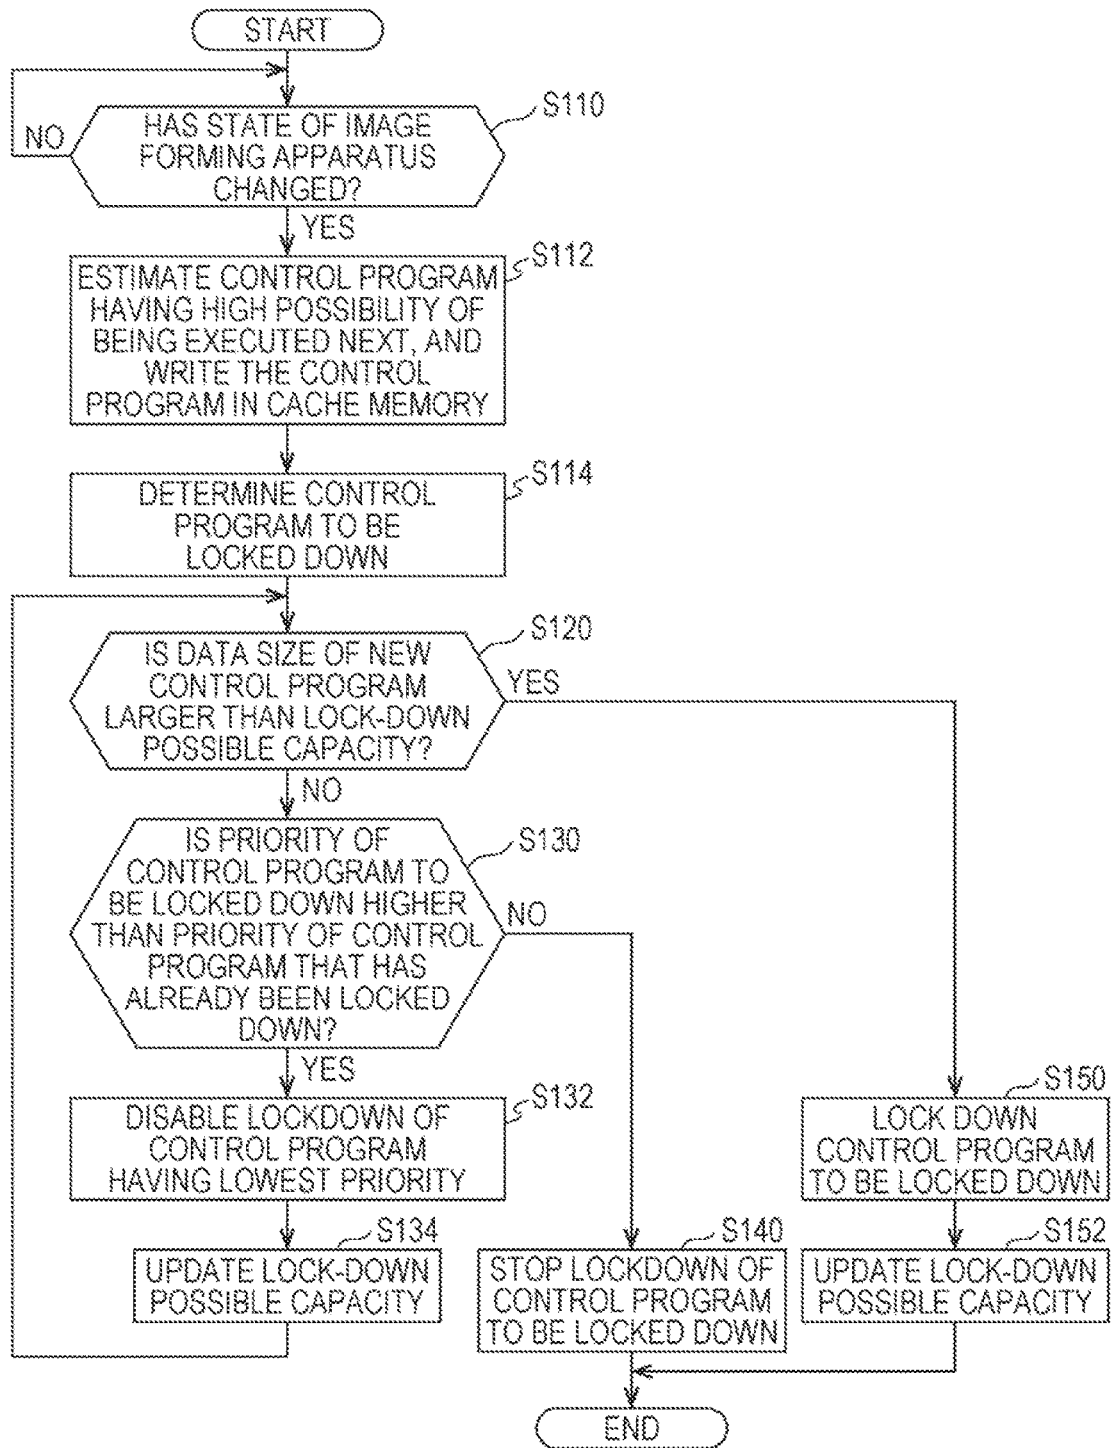 START
S110
HAS STATE OF IMAGE
FORMING APPARATUS
CHANGED?
NO
YES
S112
ESTIMATE CONTROL PROGRAM
HAVING HIGH POSSIBILITY OF
BEING EXECUTED NEXT, AND
WRITE THE CONTROL
PROGRAM IN CACHE MEMORY
S114
DETERMINE CONTROL
PROGRAM TO BE
LOCKED DOWN
S120
IS DATA SIZE OF NEW
CONTROL PROGRAM
LARGER THAN LOCK-DOWN
POSSIBLE CAPACITY?
YES
NO
S130
IS PRIORITY OF
CONTROL PROGRAM TO
BE LOCKED DOWN HIGHER
THAN PRIORITY OF CONTROL
PROGRAM THAT HAS
ALREADY BEEN LOCKED
DOWN?
NO
YES
S132
DISABLE LOCKDOWN OF
CONTROL PROGRAM
HAVING LOWEST PRIORITY
S134
UPDATE LOCK-DOWN
POSSIBLE CAPACITY
S140
STOP LOCKDOWN OF
CONTROL PROGRAM
TO BE LOCKED DOWN
S150
LOCK DOWN
CONTROL PROGRAM
TO BE LOCKED DOWN
S152
UPDATE LOCK-DOWN
POSSIBLE CAPACITY
END